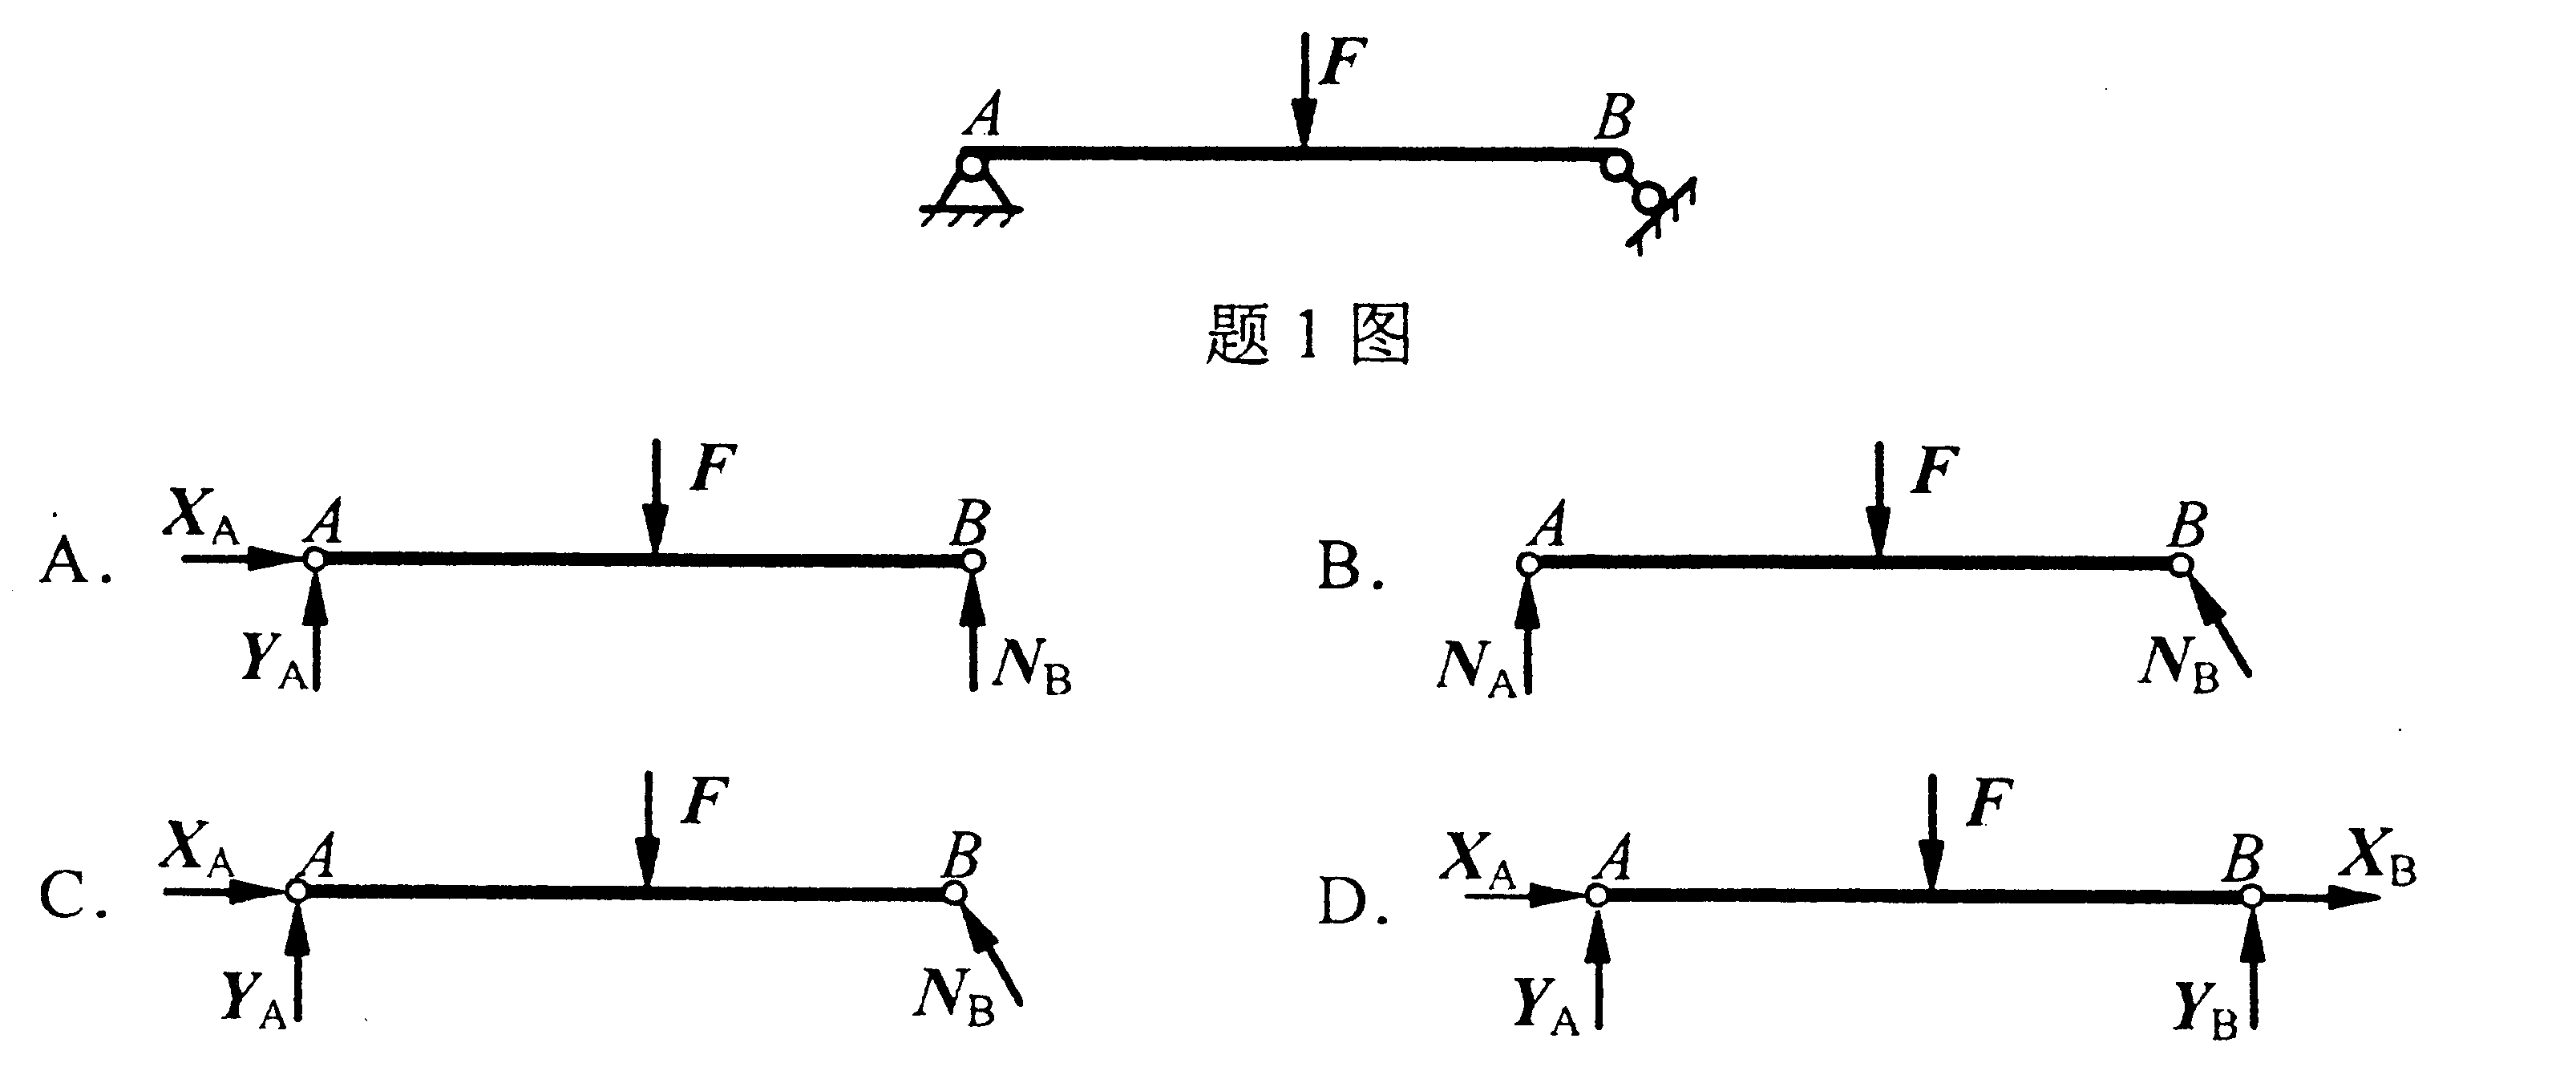 F
A
B
题1图
A.
X_A
A
F
B
Y_A
N_B
B.
A
F
B
N_A
N_B
C.
X_A
A
F
B
Y_A
N_B
D.
X_A
A
F
B
X_B
Y_A
Y_B